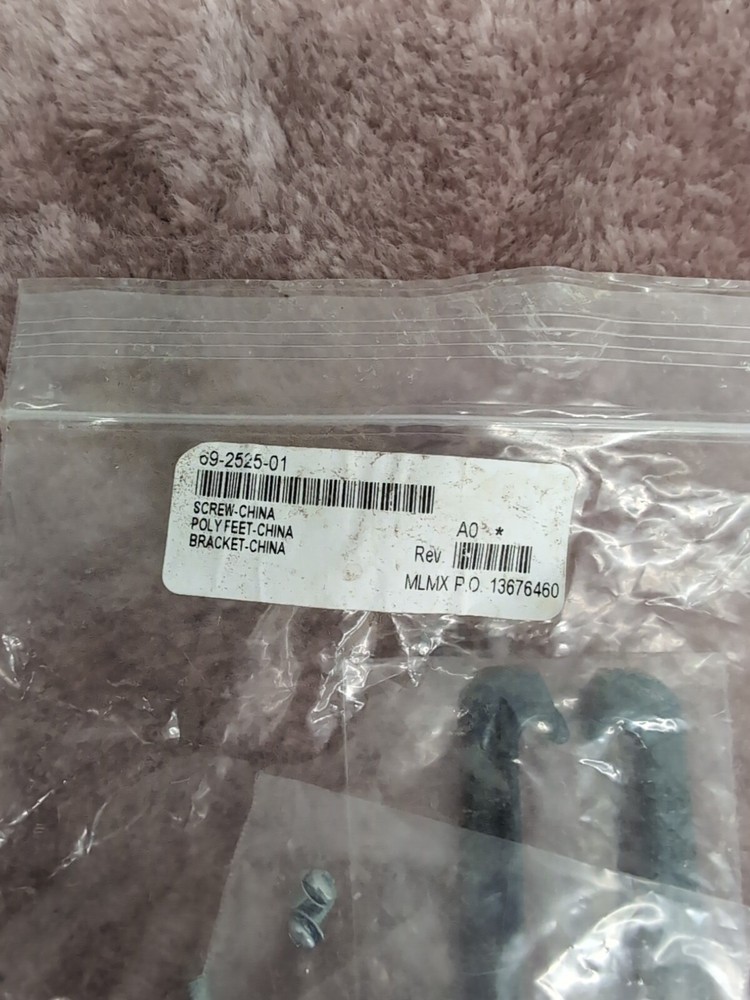 69-2525-01
SCREW-CHINA
POLY FEET-CHINA
BRACKET-CHINA
A0 *
Rev.
MLMX P.O. 13676460